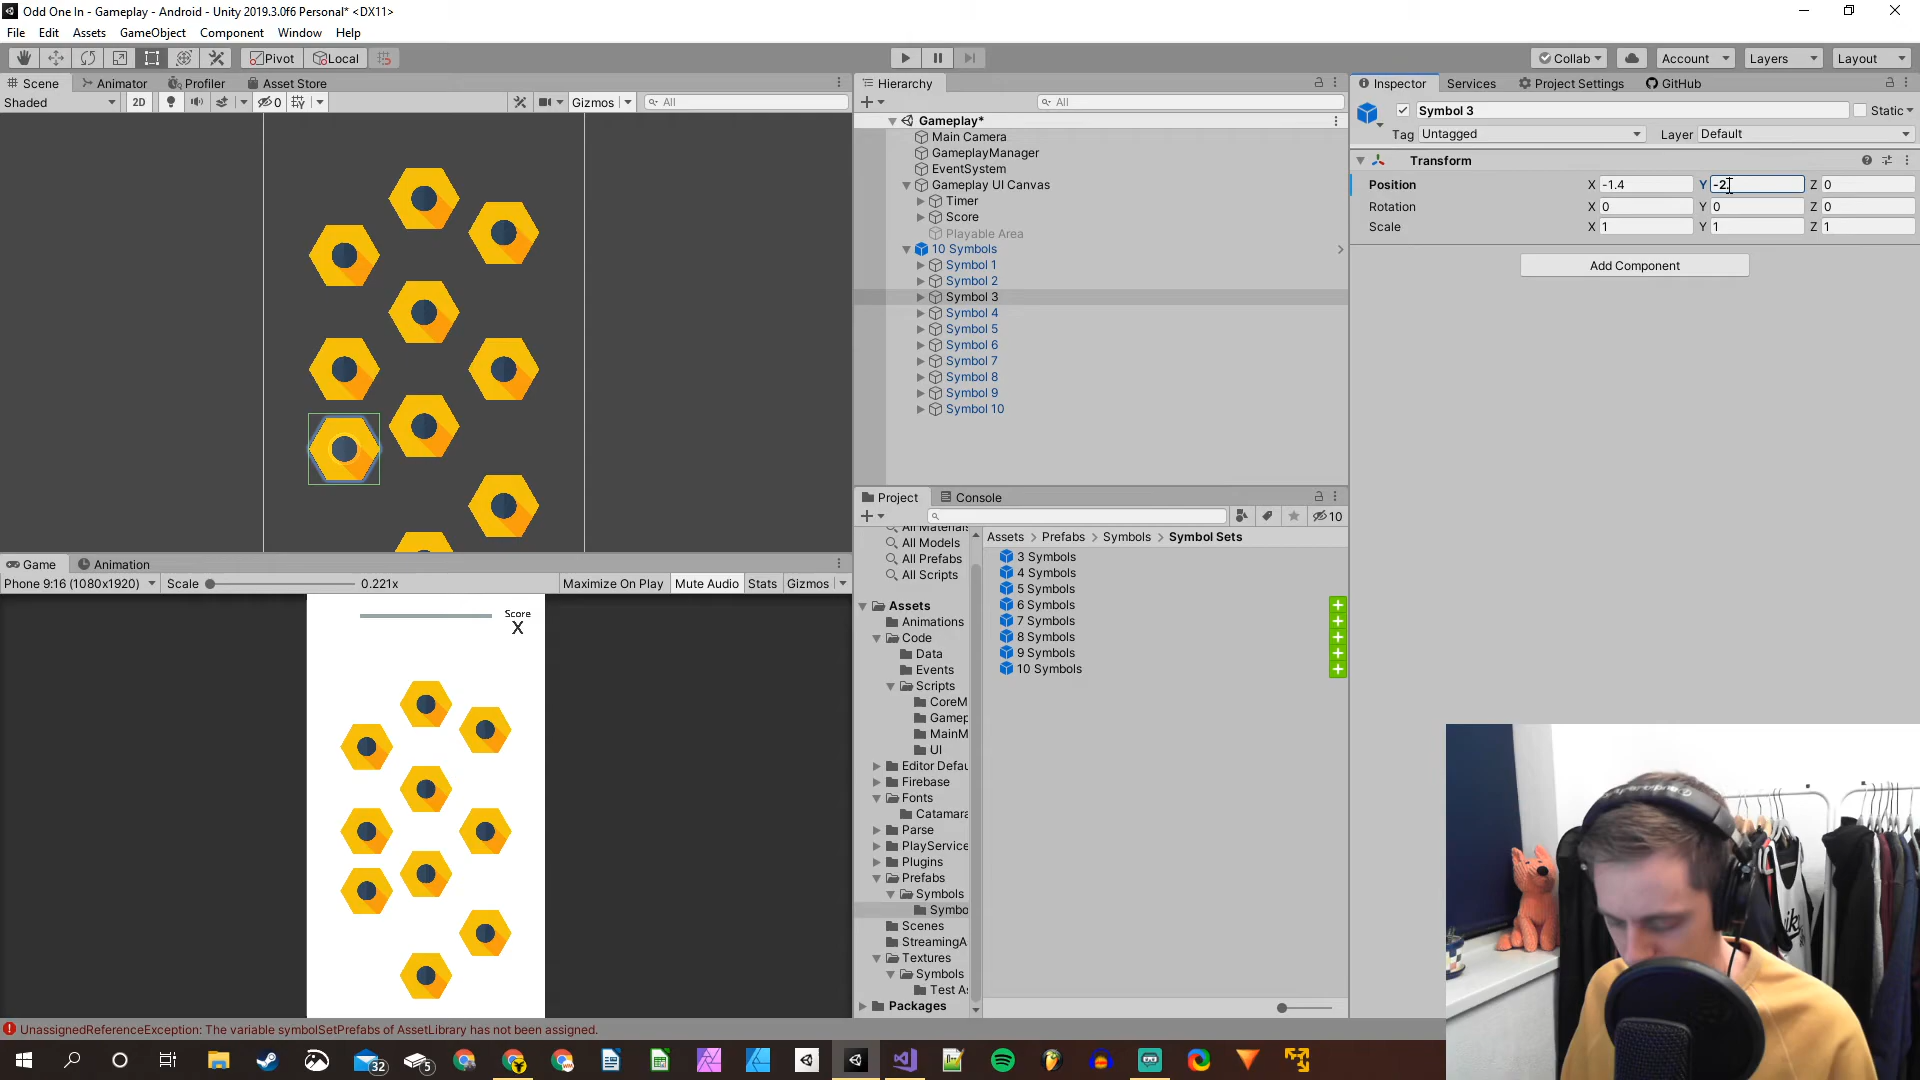 Odd One In - Gameplay - Android - Unity 2019.3.0f6 Personal* <DX11>
File Edit Assets GameObject Component Window Help
Pivot Local Collab Account Layers Layout
Scene Animator Profiler Asset Store
Shaded 2D 0 Gizmos All
Hierarchy
All
Gameplay*
Main Camera
GameplayManager
EventSystem
Gameplay UI Canvas
Timer
Score
Playable Area
10 Symbols
Symbol 1
Symbol 2
Symbol 3
Symbol 4
Symbol 5
Symbol 6
Symbol 7
Symbol 8
Symbol 9
Symbol 10
Inspector Services Project Settings GitHub
Symbol 3 Static
Tag Untagged Layer Default
Transform
Position X -1.4 Y -2. Z 0
Rotation X 0 Y 0 Z 0
Scale X 1 Y 1 Z 1
Add Component
Game Animation
Phone 9:16 (1080x1920) Scale 0.221x Maximize On Play Mute Audio Stats Gizmos
Score
X
Project Console
10
All Materials
All Models
All Prefabs
All Scripts
Assets
Animations
Code
Data
Events
Scripts
CoreM
Gamep
MainM
UI
Editor Defau
Firebase
Fonts
Catamara
Parse
PlayService
Plugins
Prefabs
Symbols
Symbo
Scenes
StreamingA
Textures
Symbols
Test As
Packages
Assets > Prefabs > Symbols > Symbol Sets
3 Symbols
4 Symbols
5 Symbols
6 Symbols
7 Symbols
8 Symbols
9 Symbols
10 Symbols
UnassignedReferenceException: The variable symbolSetPrefabs of AssetLibrary has not been assigned.
32 5